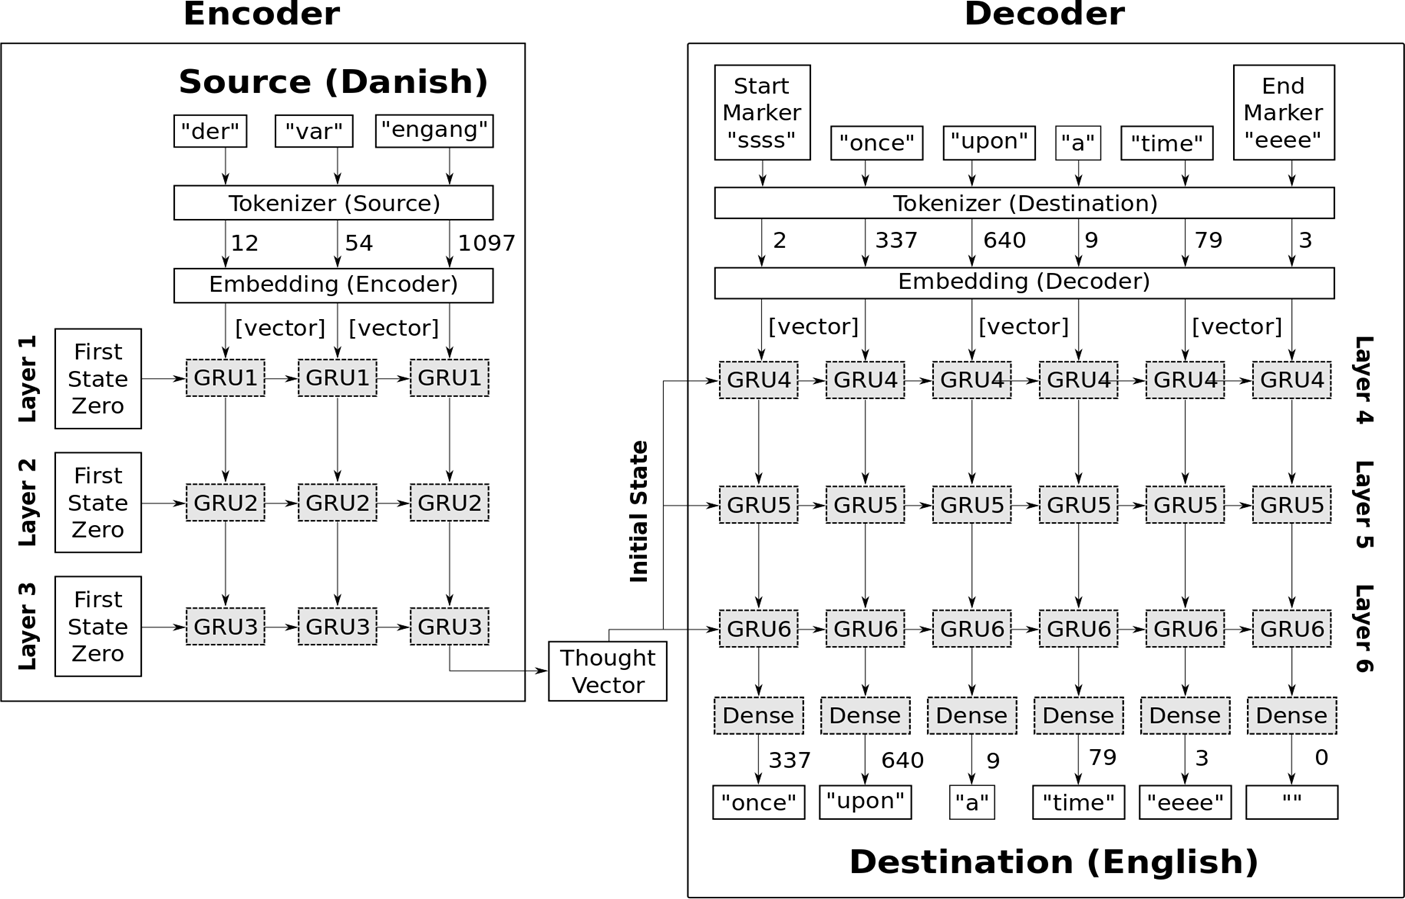 Encoder
Source (Danish)
"der" "var" "engang"
Tokenizer (Source)
12 54 1097
Embedding (Encoder)
[vector] [vector]
Layer 1
First
State
Zero
GRU1 GRU1 GRU1
Layer 2
First
State
Zero
GRU2 GRU2 GRU2
Layer 3
First
State
Zero
GRU3 GRU3 GRU3
Thought
Vector
Initial State
Decoder
Start
Marker
"ssss"
"once" "upon" "a" "time"
End
Marker
"eeee"
Tokenizer (Destination)
2 337 640 9 79 3
Embedding (Decoder)
[vector] [vector] [vector]
GRU4 GRU4 GRU4 GRU4 GRU4 GRU4
Layer 4
GRU5 GRU5 GRU5 GRU5 GRU5 GRU5
Layer 5
GRU6 GRU6 GRU6 GRU6 GRU6 GRU6
Layer 6
Dense Dense Dense Dense Dense Dense
337 640 9 79 3 0
"once" "upon" "a" "time" "eeee" ""
Destination (English)